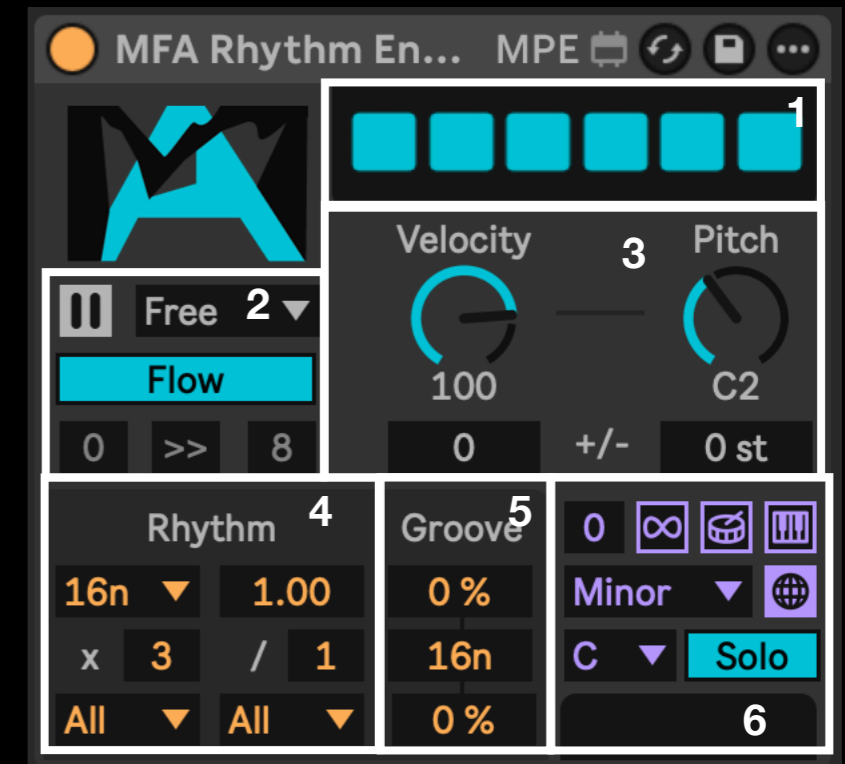 MFA Rhythm En... MPE
1
Velocity 3 Pitch
Free 2
Flow
100 C2
0 >> 8
0 +/- 0 st
Rhythm 4
16n 1.00
x 3 / 1
All All
Groove 5
0 %
16n
0 %
0
Minor
C Solo
6